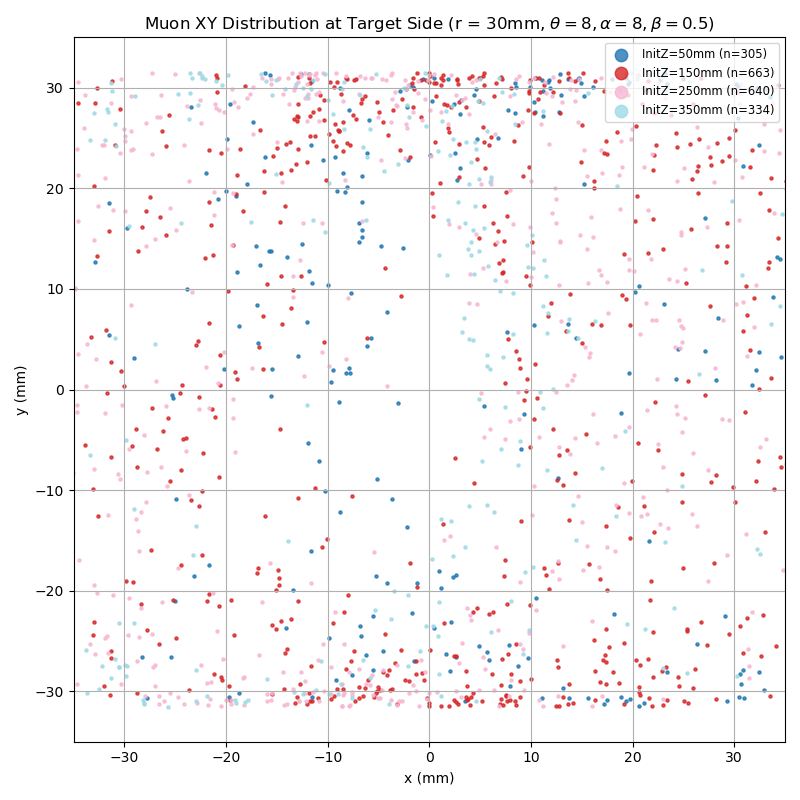 Muon XY Distribution at Target Side (r = 30mm, θ = 8, α = 8, β = 0.5)
InitZ=50mm (n=305)
InitZ=150mm (n=663)
InitZ=250mm (n=640)
InitZ=350mm (n=334)
30
20
10
0
−10
−20
−30
y (mm)
−30 −20 −10 0 10 20 30
x (mm)